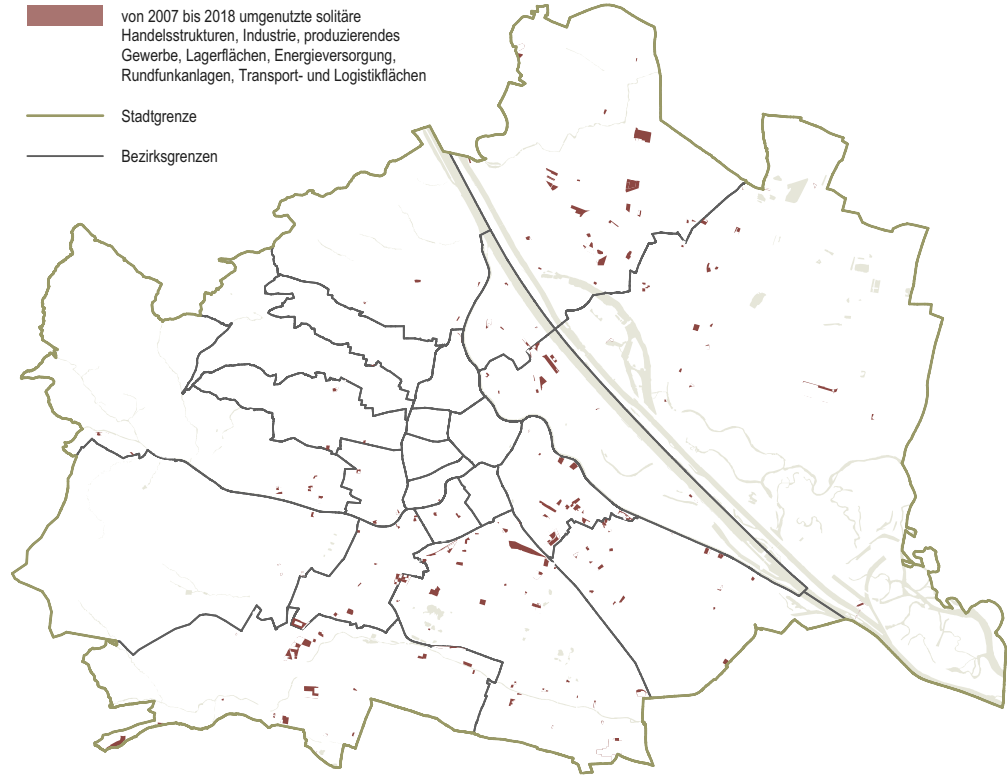 von 2007 bis 2018 umgenutzte solitäre
Handelsstrukturen, Industrie, produzierendes
Gewerbe, Lagerflächen, Energieversorgung,
Rundfunkanlagen, Transport- und Logistikflächen
Stadtgrenze
Bezirksgrenzen